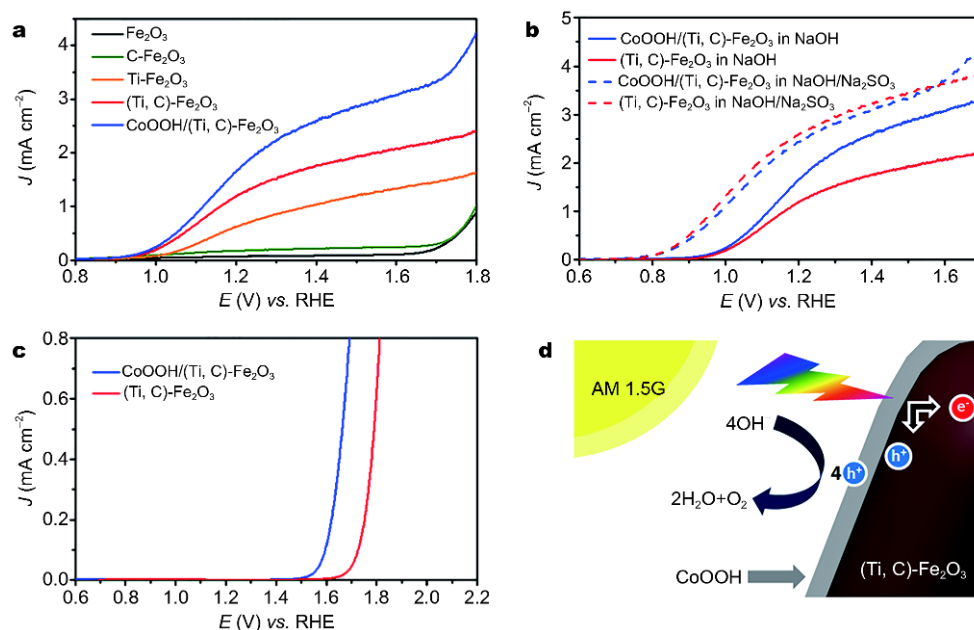 a
Fe₂O₃
C-Fe₂O₃
Ti-Fe₂O₃
(Ti, C)-Fe₂O₃
CoOOH/(Ti, C)-Fe₂O₃
J (mA cm⁻²)
4
3
2
1
0
0.8 1.0 1.2 1.4 1.6 1.8
E (V) vs. RHE
b
CoOOH/(Ti, C)-Fe₂O₃ in NaOH
(Ti, C)-Fe₂O₃ in NaOH
CoOOH/(Ti, C)-Fe₂O₃ in NaOH/Na₂SO₃
(Ti, C)-Fe₂O₃ in NaOH/Na₂SO₃
J (mA cm⁻²)
5
4
3
2
1
0
0.6 0.8 1.0 1.2 1.4 1.6
E (V) vs. RHE
c
CoOOH/(Ti, C)-Fe₂O₃
(Ti, C)-Fe₂O₃
J (mA cm⁻²)
0.8
0.6
0.4
0.2
0.0
0.6 0.8 1.0 1.2 1.4 1.6 1.8 2.0 2.2
E (V) vs. RHE
d
AM 1.5G
4OH⁻
e⁻
h⁺
4 h⁺
2H₂O+O₂
CoOOH
(Ti, C)-Fe₂O₃